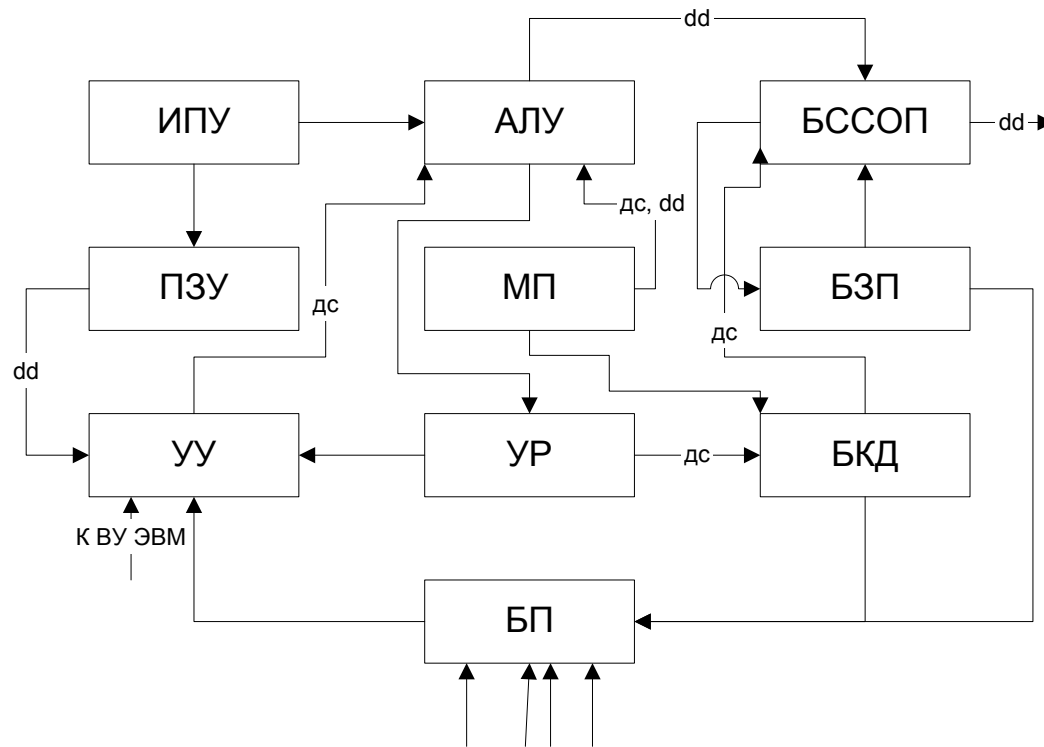 dd
ИПУ
АЛУ
БССОП
dd
дс, dd
ПЗУ
МП
БЗП
дс
дс
dd
УУ
УР
дс
БКД
К ВУ ЭВМ
БП